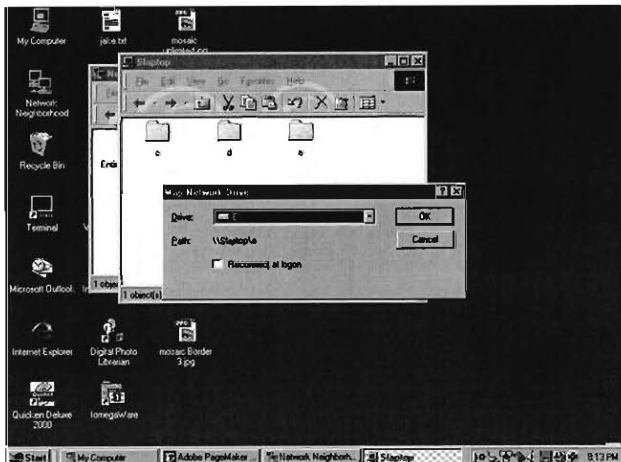 My Computer
jake.txt
mosaic
Slaptop
File Edit View Go Favorites Help
Network
Neighborhood
c
d
a
Recycle Bin
Map Network Drive
Drive:
E:
OK
Path:
\\Slaptop\a
Cancel
Reconnect at logon
Terminal
1 object(s)
Microsoft Outlook
Internet Explorer
Digital Photo
Librarian
mosaic Border
3.jpg
Quicken Deluxe
2000
IomegaWare
Start
My Computer
Adobe PageMaker ...
Network Neighborh...
Slaptop
8:13 PM